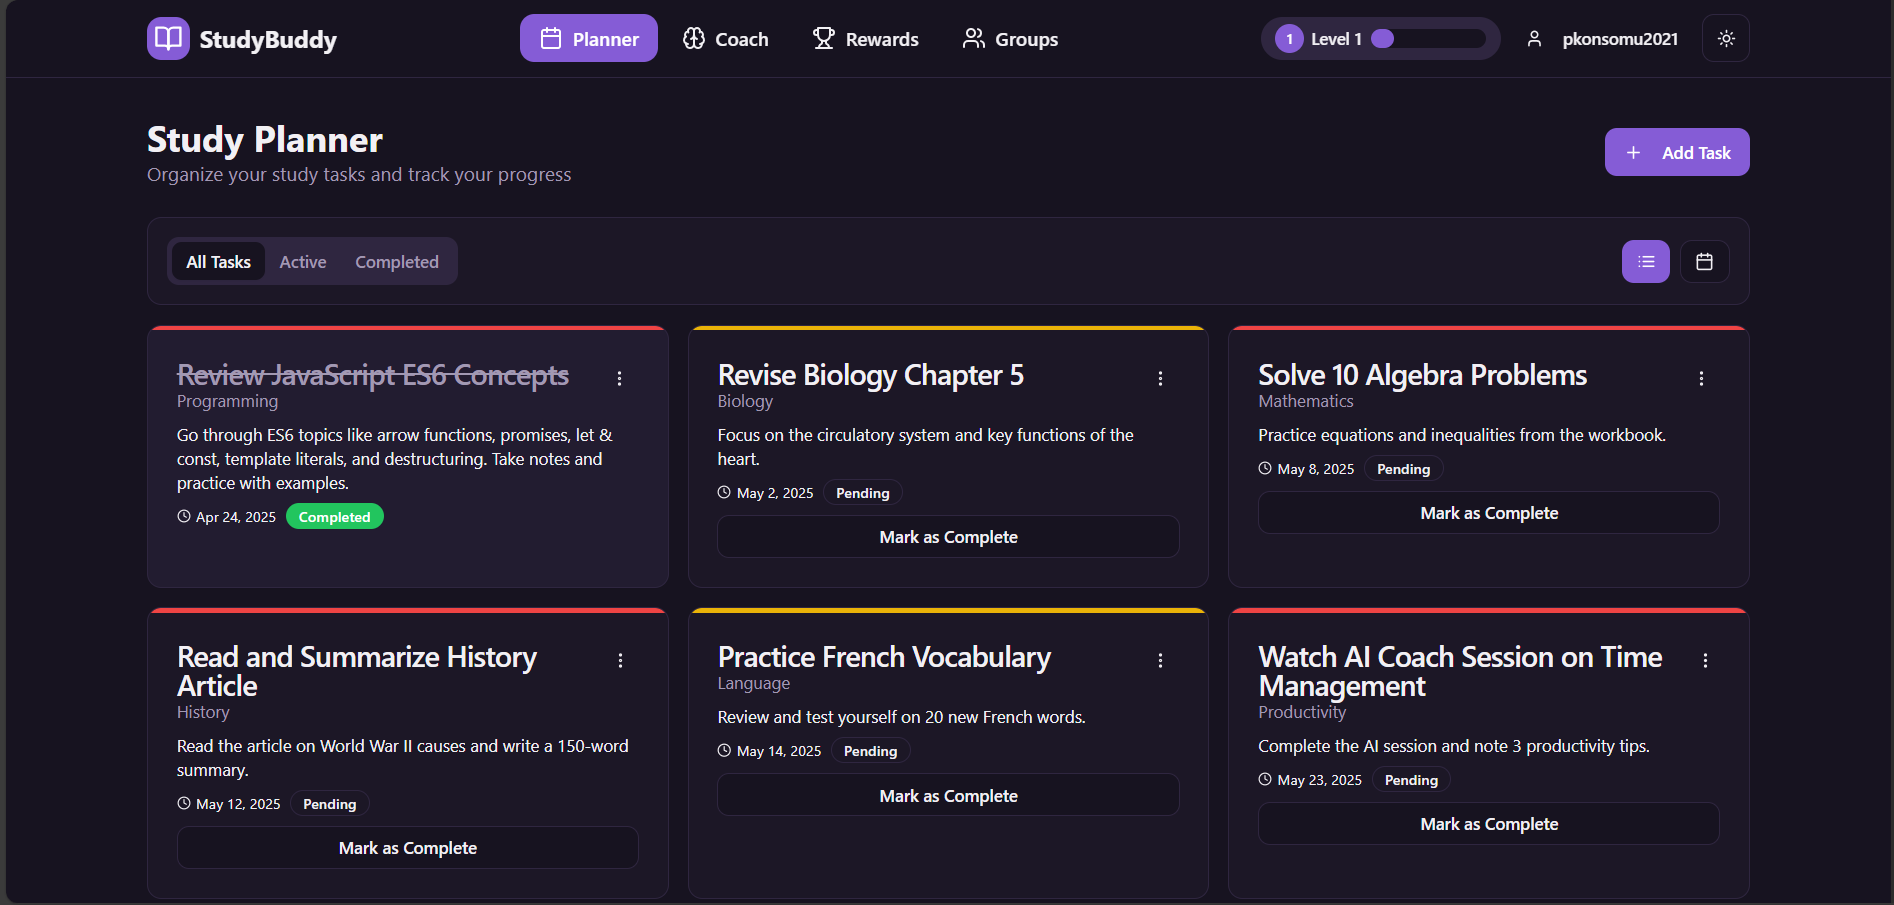 StudyBuddy
Planner
Coach
Rewards
Groups
1 Level 1
pkonsomu2021
Study Planner
Organize your study tasks and track your progress
+ Add Task
All Tasks
Active
Completed
Review JavaScript ES6 Concepts
Programming
Go through ES6 topics like arrow functions, promises, let &
const, template literals, and destructuring. Take notes and
practice with examples.
Apr 24, 2025 Completed
Revise Biology Chapter 5
Biology
Focus on the circulatory system and key functions of the
heart.
May 2, 2025 Pending
Mark as Complete
Solve 10 Algebra Problems
Mathematics
Practice equations and inequalities from the workbook.
May 8, 2025 Pending
Mark as Complete
Read and Summarize History
Article
History
Read the article on World War II causes and write a 150-word
summary.
May 12, 2025 Pending
Mark as Complete
Practice French Vocabulary
Language
Review and test yourself on 20 new French words.
May 14, 2025 Pending
Mark as Complete
Watch AI Coach Session on Time
Management
Productivity
Complete the AI session and note 3 productivity tips.
May 23, 2025 Pending
Mark as Complete